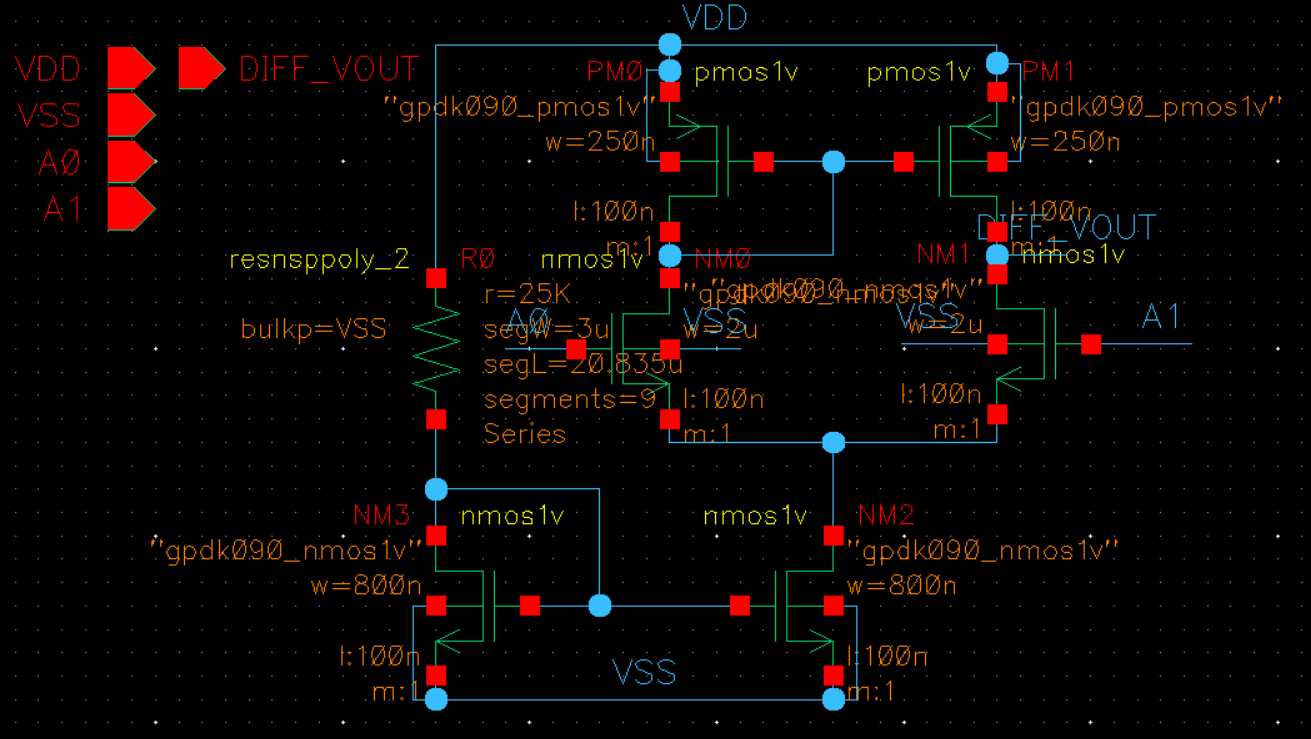 VDD
VDD
DIFF_VOUT
PM0
pmos1v
pmos1v
PM1
"gpdk090_pmos1v"
"gpdk090_pmos1v"
VSS
w=250n
w=250n
A0
A1
l:100n
l:100n
DIFF_VOUT
m:1
m:1
resnsppoly_2
R0
nmos1v
NM0
NM1
nmos1v
r=25K
"gpdk090_nmos1v"
"gpdk090_nmos1v"
A0
VSS
VSS
A1
bulkp=VSS
segW=3u
w=2u
w=2u
segL=20.835u
segments=9
l:100n
l:100n
Series
m:1
m:1
NM3
nmos1v
nmos1v
NM2
"gpdk090_nmos1v"
"gpdk090_nmos1v"
w=800n
w=800n
l:100n
VSS
l:100n
m:1
m:1